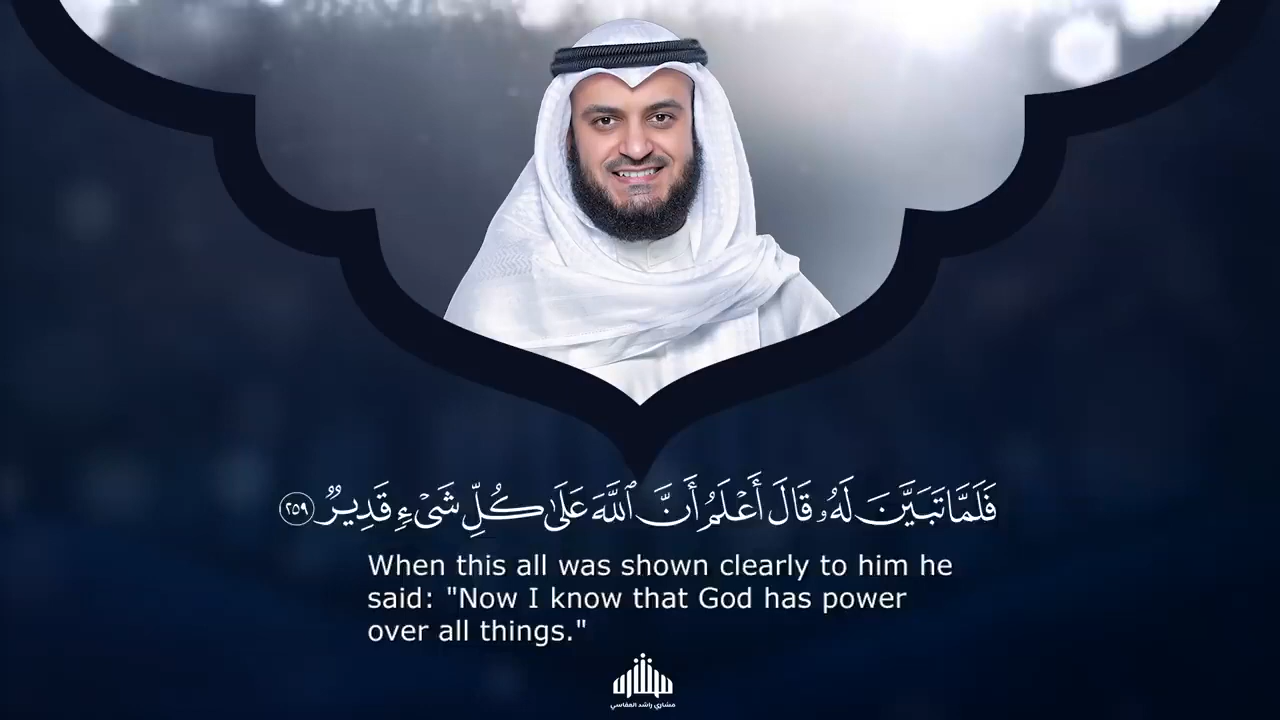 فَلَمَّا تَبَيَّنَ لَهُۥ قَالَ أَعْلَمُ أَنَّ ٱللَّهَ عَلَىٰ كُلِّ شَىْءٍ قَدِيرٌ ٢٥٩
When this all was shown clearly to him he
said: "Now I know that God has power
over all things."
مشاري راشد العفاسي